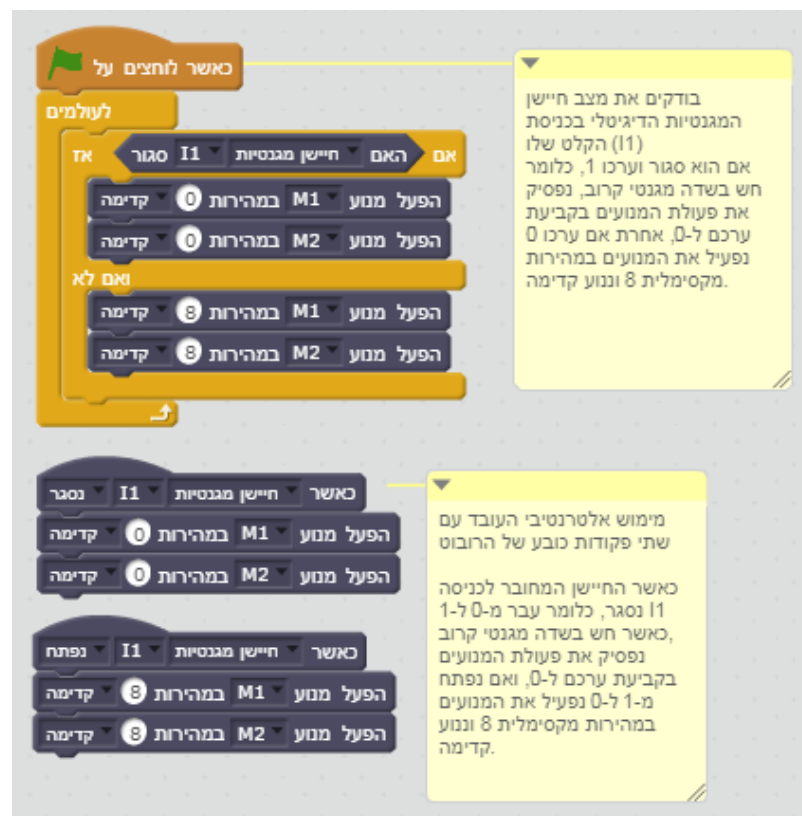 כאשר לוחצים על
לעולמים
אם האם חיישן מגנטיות I1 סגור אז
הפעל מנוע M1 במהירות 0 קדימה
הפעל מנוע M2 במהירות 0 קדימה
ואם לא
הפעל מנוע M1 במהירות 8 קדימה
הפעל מנוע M2 במהירות 8 קדימה
בודקים את מצב חיישן
המגנטיות הדיגיטלי בכניסת
הקלט שלו (I1)
אם הוא סגור וערכו 1, כלומר
חש בשדה מגנטי קרוב, נפסיק
את פעולת המנועים בקביעת
ערכם ל-0, אחרת אם ערכו 0
נפעיל את המנועים במהירות
מקסימלית 8 וננוע קדימה.
כאשר חיישן מגנטיות I1 נסגר
הפעל מנוע M1 במהירות 0 קדימה
הפעל מנוע M2 במהירות 0 קדימה
כאשר חיישן מגנטיות I1 נפתח
הפעל מנוע M1 במהירות 8 קדימה
הפעל מנוע M2 במהירות 8 קדימה
מימוש אלטרנטיבי העובד עם
שתי פקודות כובע של הרובוט
כאשר החיישן המחובר לכניסה
I1 נסגר, כלומר עבר מ-0 ל-1
כאשר חש בשדה מגנטי קרוב,
נפסיק את פעולת המנועים
בקביעת ערכם ל-0, ואם נפתח
מ-1 ל-0 נפעיל את המנועים
במהירות מקסימלית 8 וננוע
קדימה.